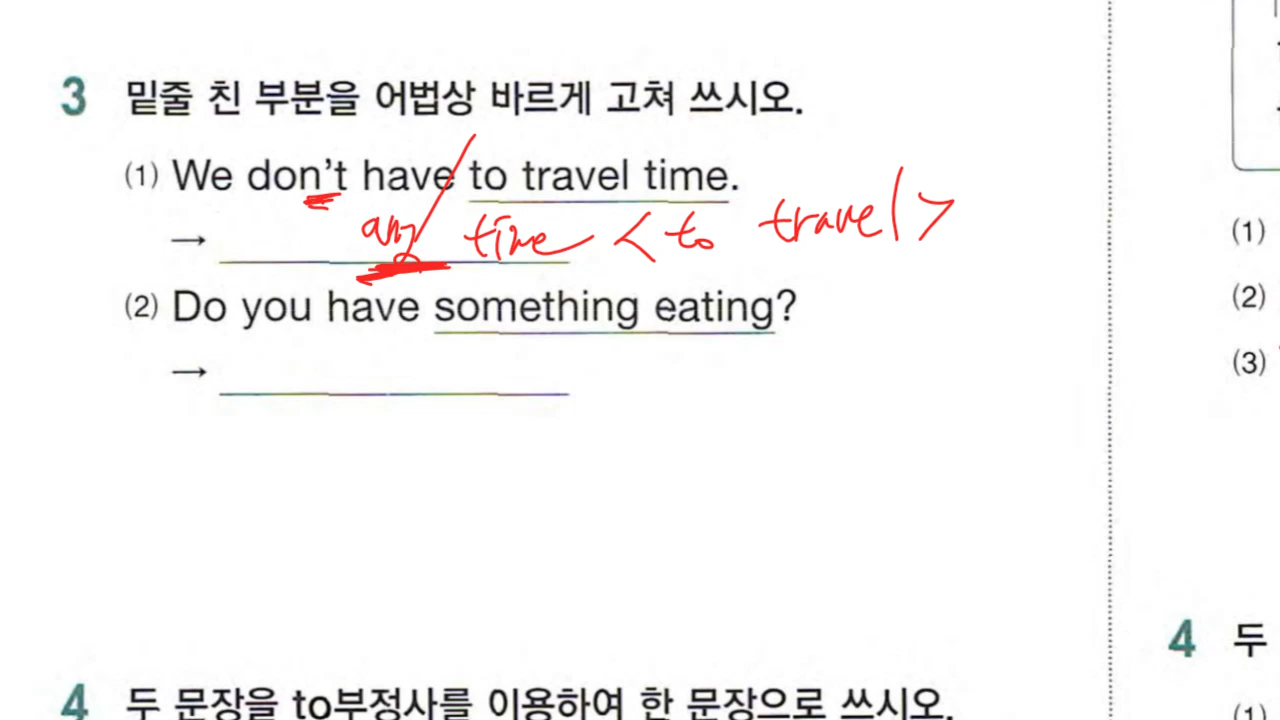 3 밑줄 친 부분을 어법상 바르게 고쳐 쓰시오.
(1) We don't have to travel time.
→ any time < to travel >
(2) Do you have something eating?
→
4 두 문장을 to부정사를 이용하여 한 문장으로 쓰시오.
(1)
(2)
(3)
4 두
(1)